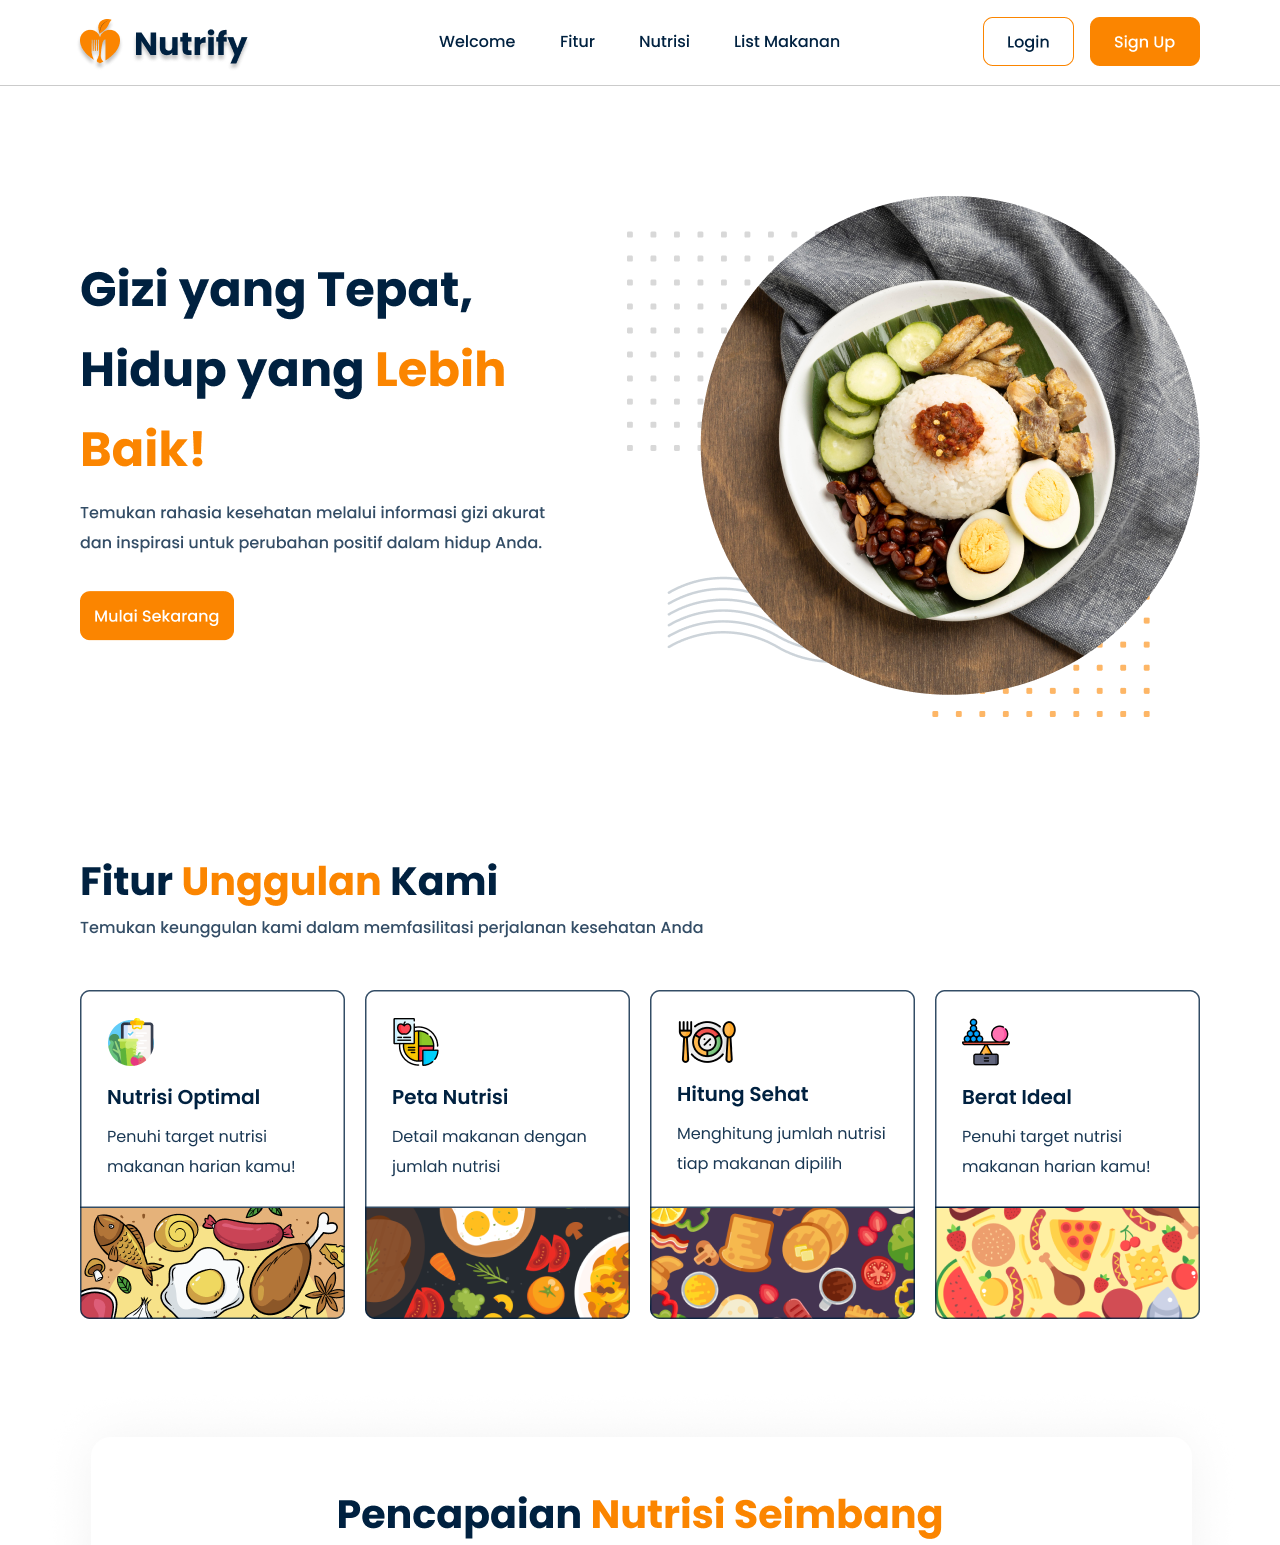 Nutrify
Welcome
Fitur
Nutrisi
List Makanan
Login
Sign Up
Gizi yang Tepat,
Hidup yang Lebih
Baik!
Temukan rahasia kesehatan melalui informasi gizi akurat
dan inspirasi untuk perubahan positif dalam hidup Anda.
Mulai Sekarang
Fitur Unggulan Kami
Temukan keunggulan kami dalam memfasilitasi perjalanan kesehatan Anda
Nutrisi Optimal
Penuhi target nutrisi
makanan harian kamu!
Peta Nutrisi
Detail makanan dengan
jumlah nutrisi
Hitung Sehat
Menghitung jumlah nutrisi
tiap makanan dipilih
Berat Ideal
Penuhi target nutrisi
makanan harian kamu!
Pencapaian Nutrisi Seimbang